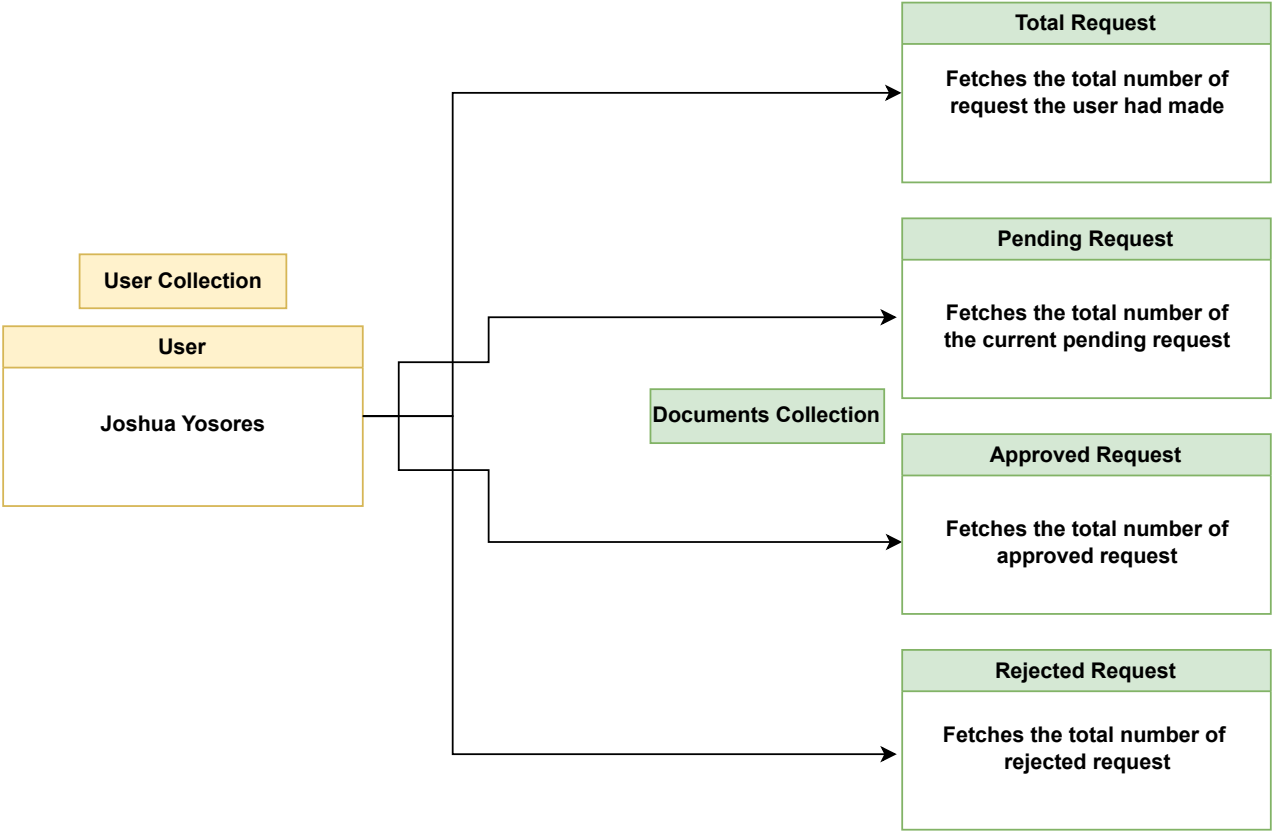 User Collection
User
Joshua Yosores
Documents Collection
Total Request
Fetches the total number of
request the user had made
Pending Request
Fetches the total number of
the current pending request
Approved Request
Fetches the total number of
approved request
Rejected Request
Fetches the total number of
rejected request